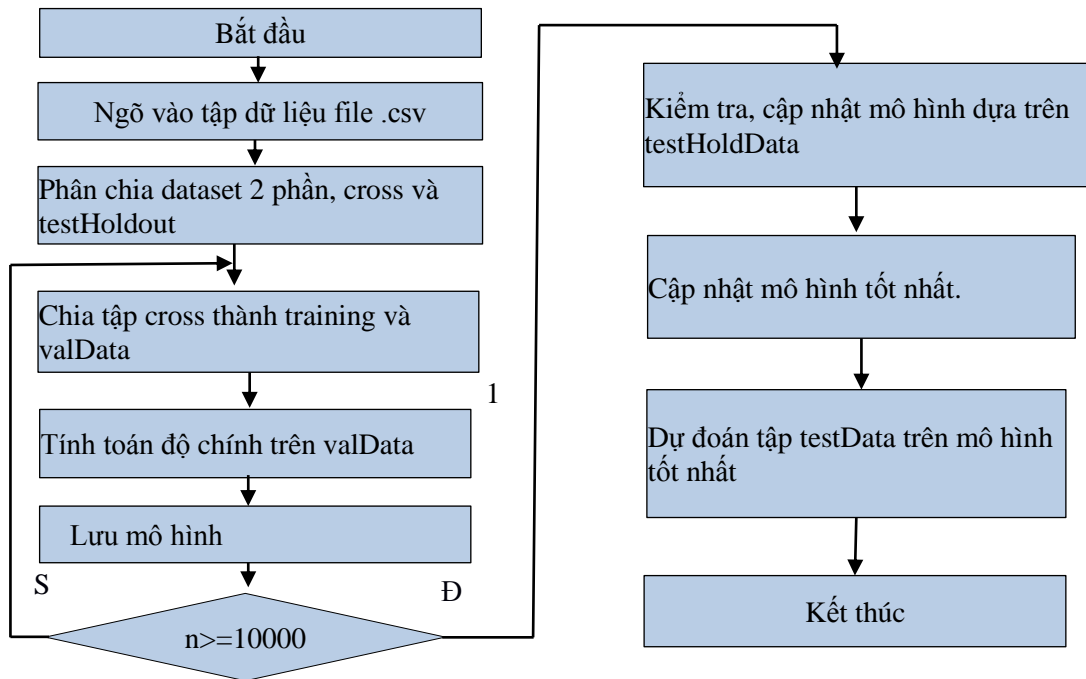 Bắt đầu
Ngõ vào tập dữ liệu file .csv
Phân chia dataset 2 phần, cross và
testHoldout
Chia tập cross thành training và
valData
1
Tính toán độ chính trên valData
Lưu mô hình
S
Đ
n>=10000
Kiểm tra, cập nhật mô hình dựa trên
testHoldData
Cập nhật mô hình tốt nhất.
Dự đoán tập testData trên mô hình
tốt nhất
Kết thúc